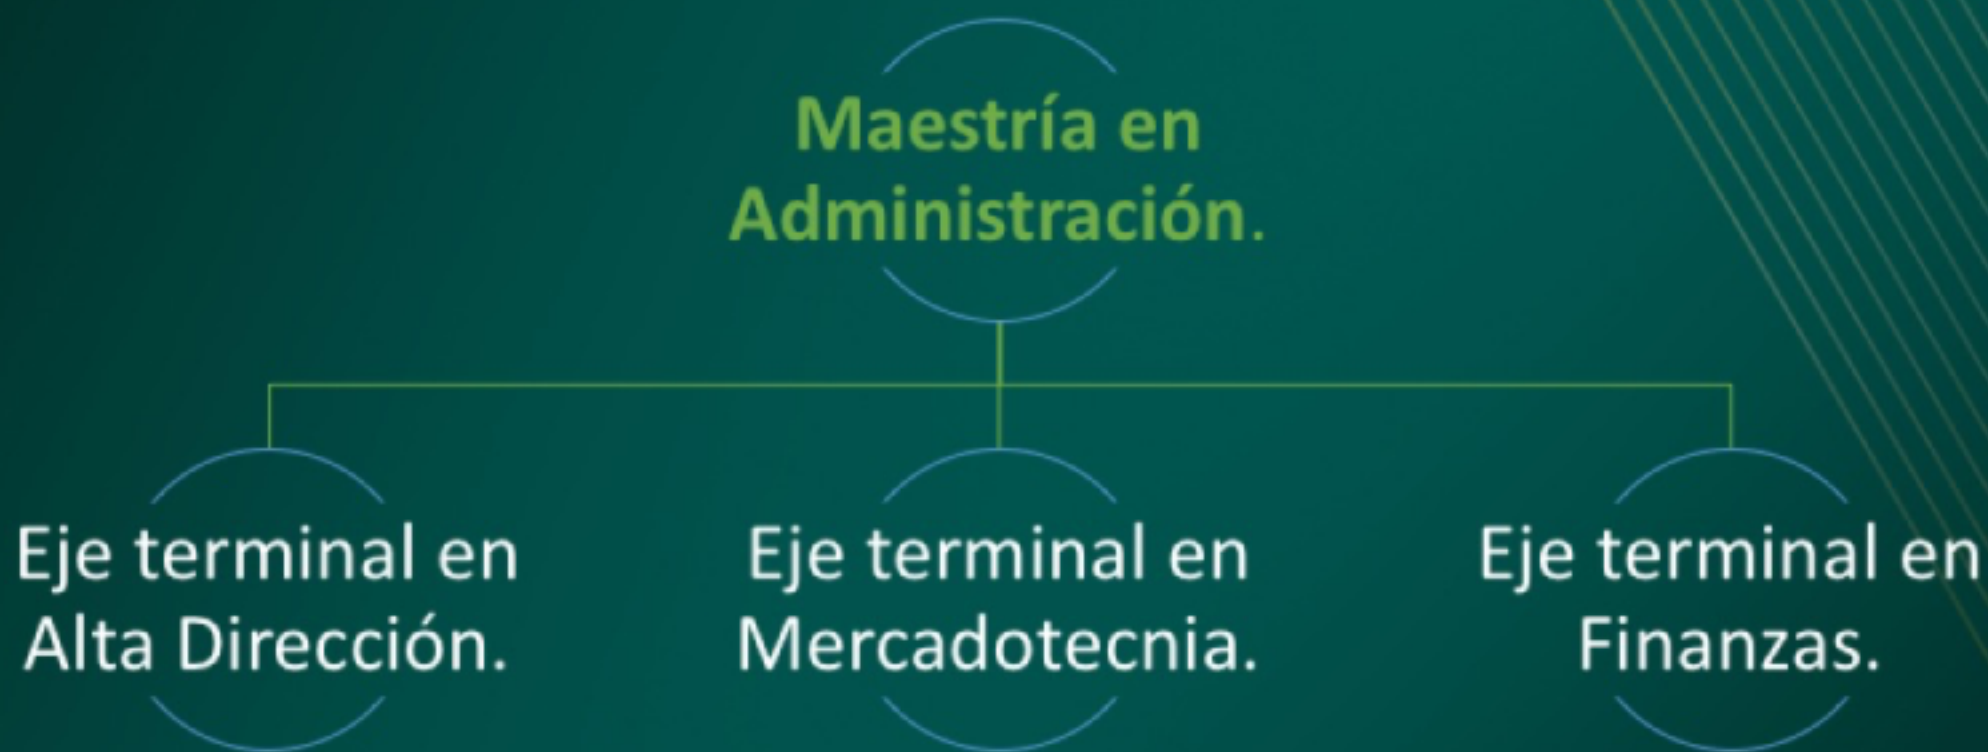 Maestría en
Administración.
Eje terminal en
Alta Dirección.
Eje terminal en
Mercadotecnia.
Eje terminal en
Finanzas.